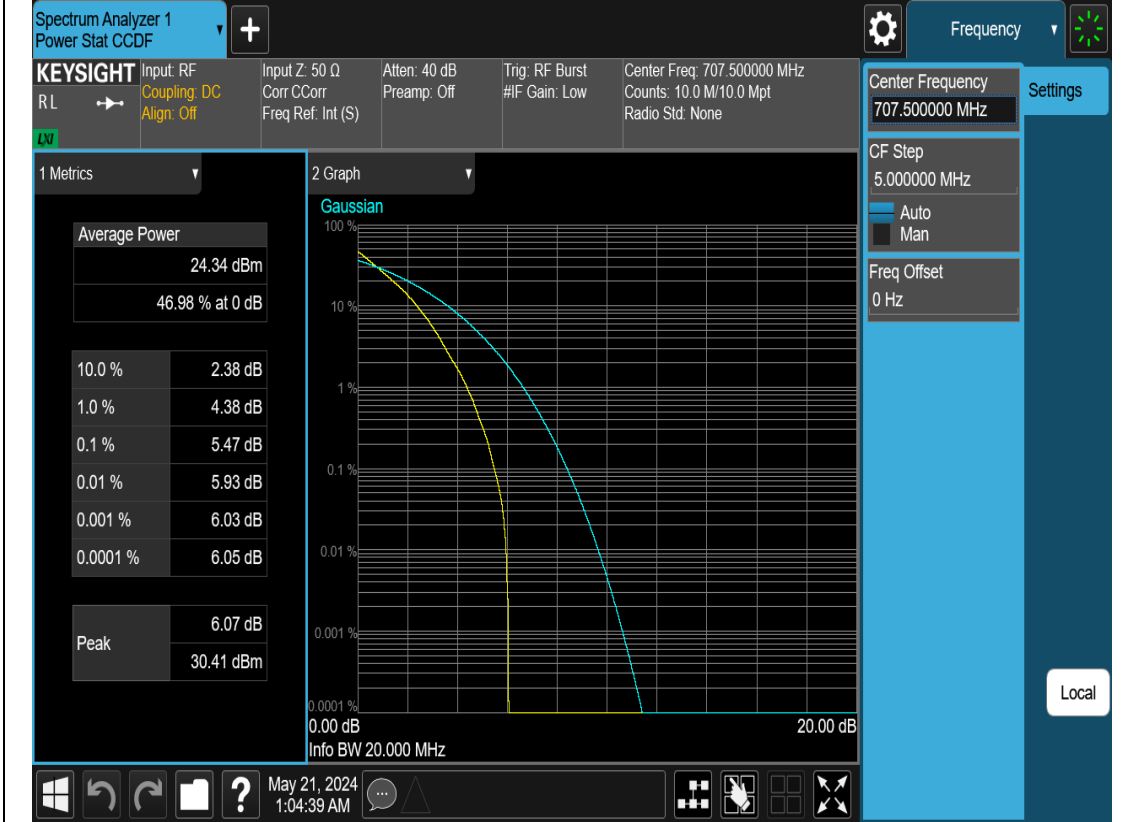 Spectrum Analyzer 1
Power Stat CCDF
+
Frequency
KEYSIGHT
RL
LXI
Input: RF
Coupling: DC
Align: Off
Input Z: 50 Ω
Corr CCorr
Freq Ref: Int (S)
Atten: 40 dB
Preamp: Off
Trig: RF Burst
#IF Gain: Low
Center Freq: 707.500000 MHz
Counts: 10.0 M/10.0 Mpt
Radio Std: None
Center Frequency
707.500000 MHz
Settings
CF Step
5.000000 MHz
Auto
Man
Freq Offset
0 Hz
Local
1 Metrics
Average Power
24.34 dBm
46.98 % at 0 dB
10.0 % 2.38 dB
1.0 % 4.38 dB
0.1 % 5.47 dB
0.01 % 5.93 dB
0.001 % 6.03 dB
0.0001 % 6.05 dB
Peak
6.07 dB
30.41 dBm
2 Graph
Gaussian
100 %
10 %
1 %
0.1 %
0.01 %
0.001 %
0.0001 %
0.00 dB 20.00 dB
Info BW 20.000 MHz
?
May 21, 2024
1:04:39 AM